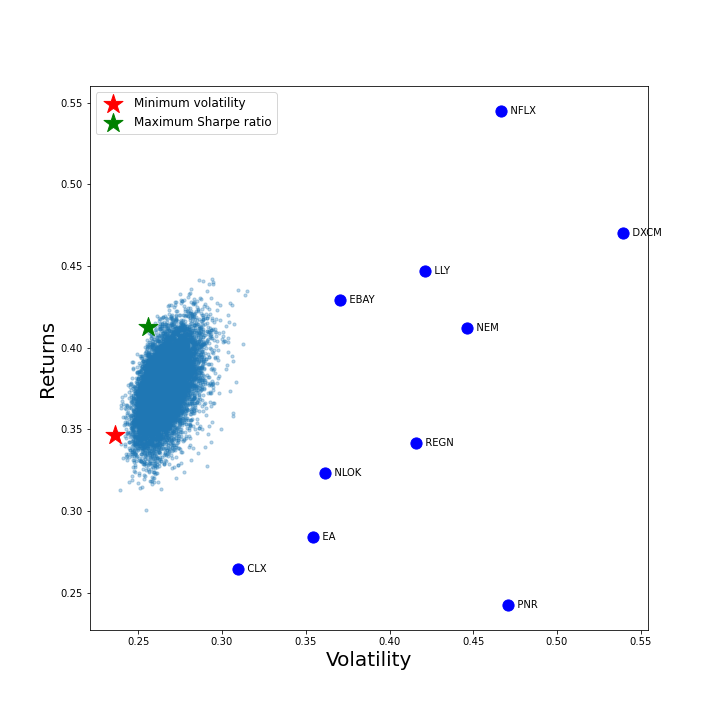 Minimum volatility
Maximum Sharpe ratio
0.55
0.50
0.45
0.40
0.35
0.30
0.25
Returns
NFLX
DXCM
LLY
EBAY
NEM
REGN
NLOK
EA
CLX
PNR
0.25 0.30 0.35 0.40 0.45 0.50 0.55
Volatility